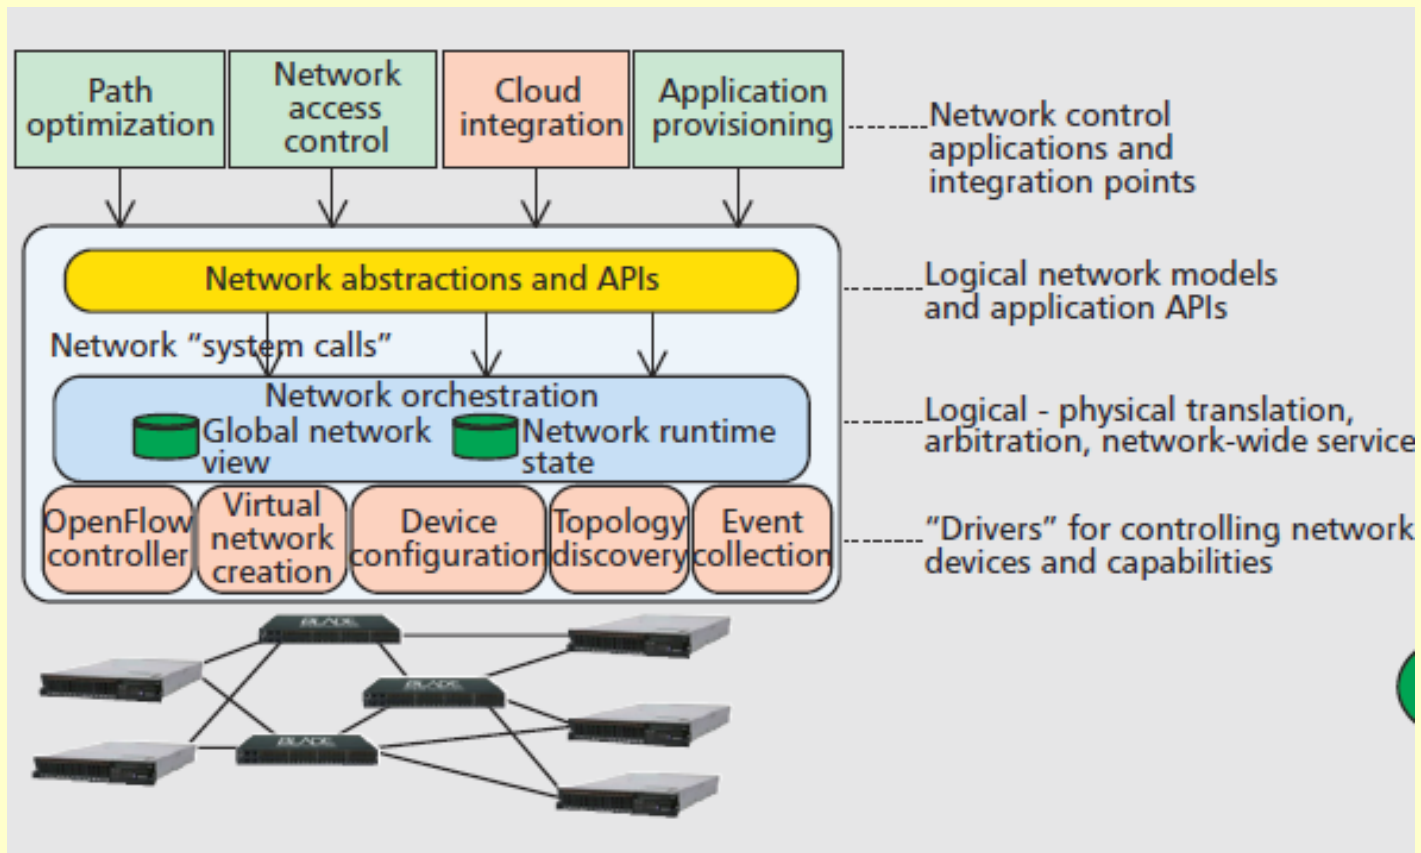 Path
optimization
Network
access
control
Cloud
integration
Application
provisioning
Network control
applications and
integration points
Network abstractions and APIs
Logical network models
and application APIs
Network "system calls"
Network orchestration
Global network
view
Network runtime
state
Logical - physical translation,
arbitration, network-wide service
OpenFlow
controller
Virtual
network
creation
Device
configuration
Topology
discovery
Event
collection
"Drivers" for controlling network
devices and capabilities
BLADE
BLADE
BLADE